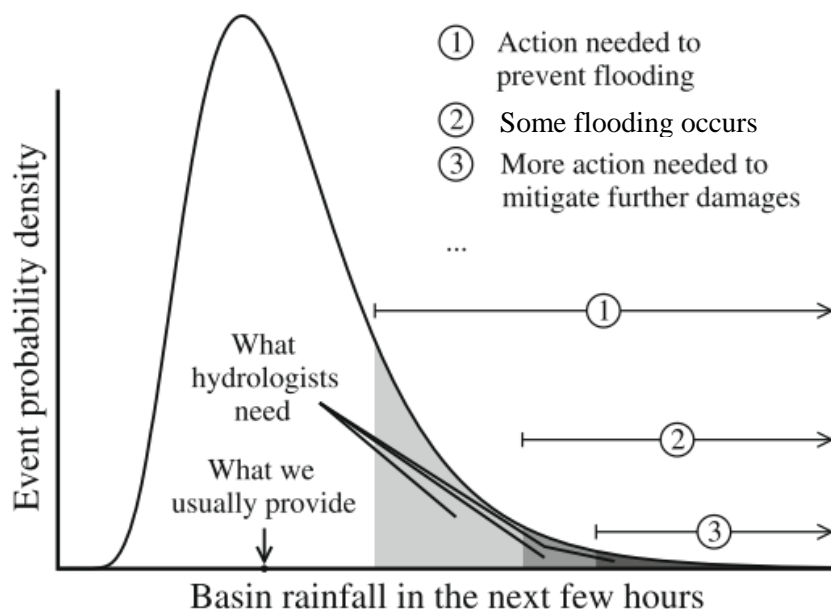 ① Action needed to
prevent flooding
② Some flooding occurs
③ More action needed to
mitigate further damages
...
Event probability density
①
What
hydrologists
need
②
What we
usually provide
③
Basin rainfall in the next few hours